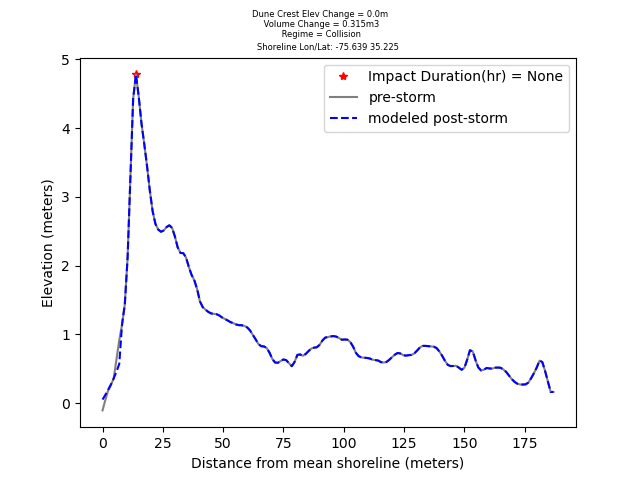 Dune Crest Elev Change = 0.0m
Volume Change = 0.315m3
Regime = Collision
Shoreline Lon/Lat: -75.639 35.225
Impact Duration(hr) = None
pre-storm
modeled post-storm
Elevation (meters)
5
4
3
2
1
0
0 25 50 75 100 125 150 175
Distance from mean shoreline (meters)